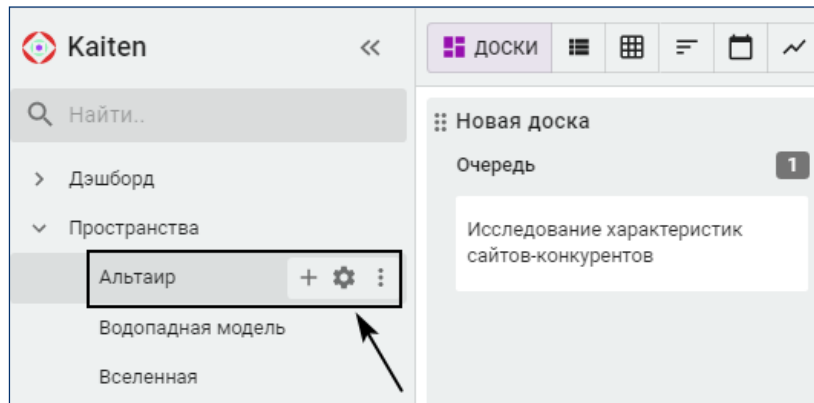 Kaiten
Найти..
Дэшборд
Пространства
Альтаир
Водопадная модель
Вселенная
ДОСКИ
Новая доска
Очередь
1
Исследование характеристик
сайтов-конкурентов